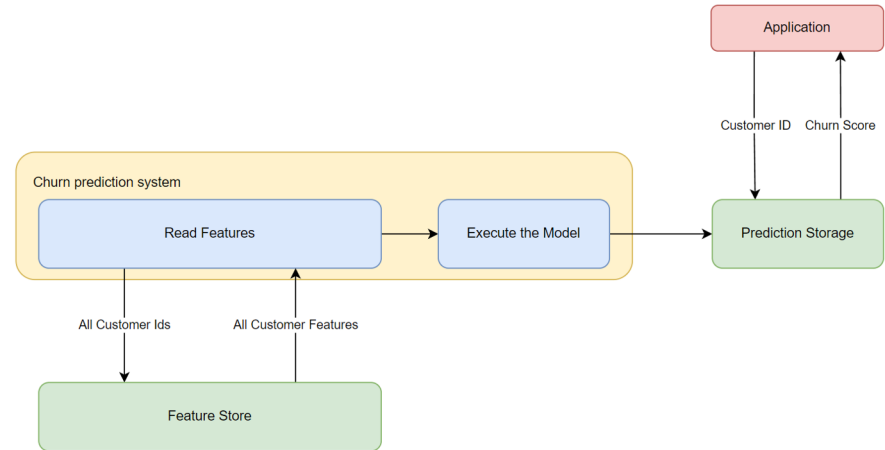 Application
Customer ID
Churn Score
Churn prediction system
Read Features
Execute the Model
Prediction Storage
All Customer Ids
All Customer Features
Feature Store